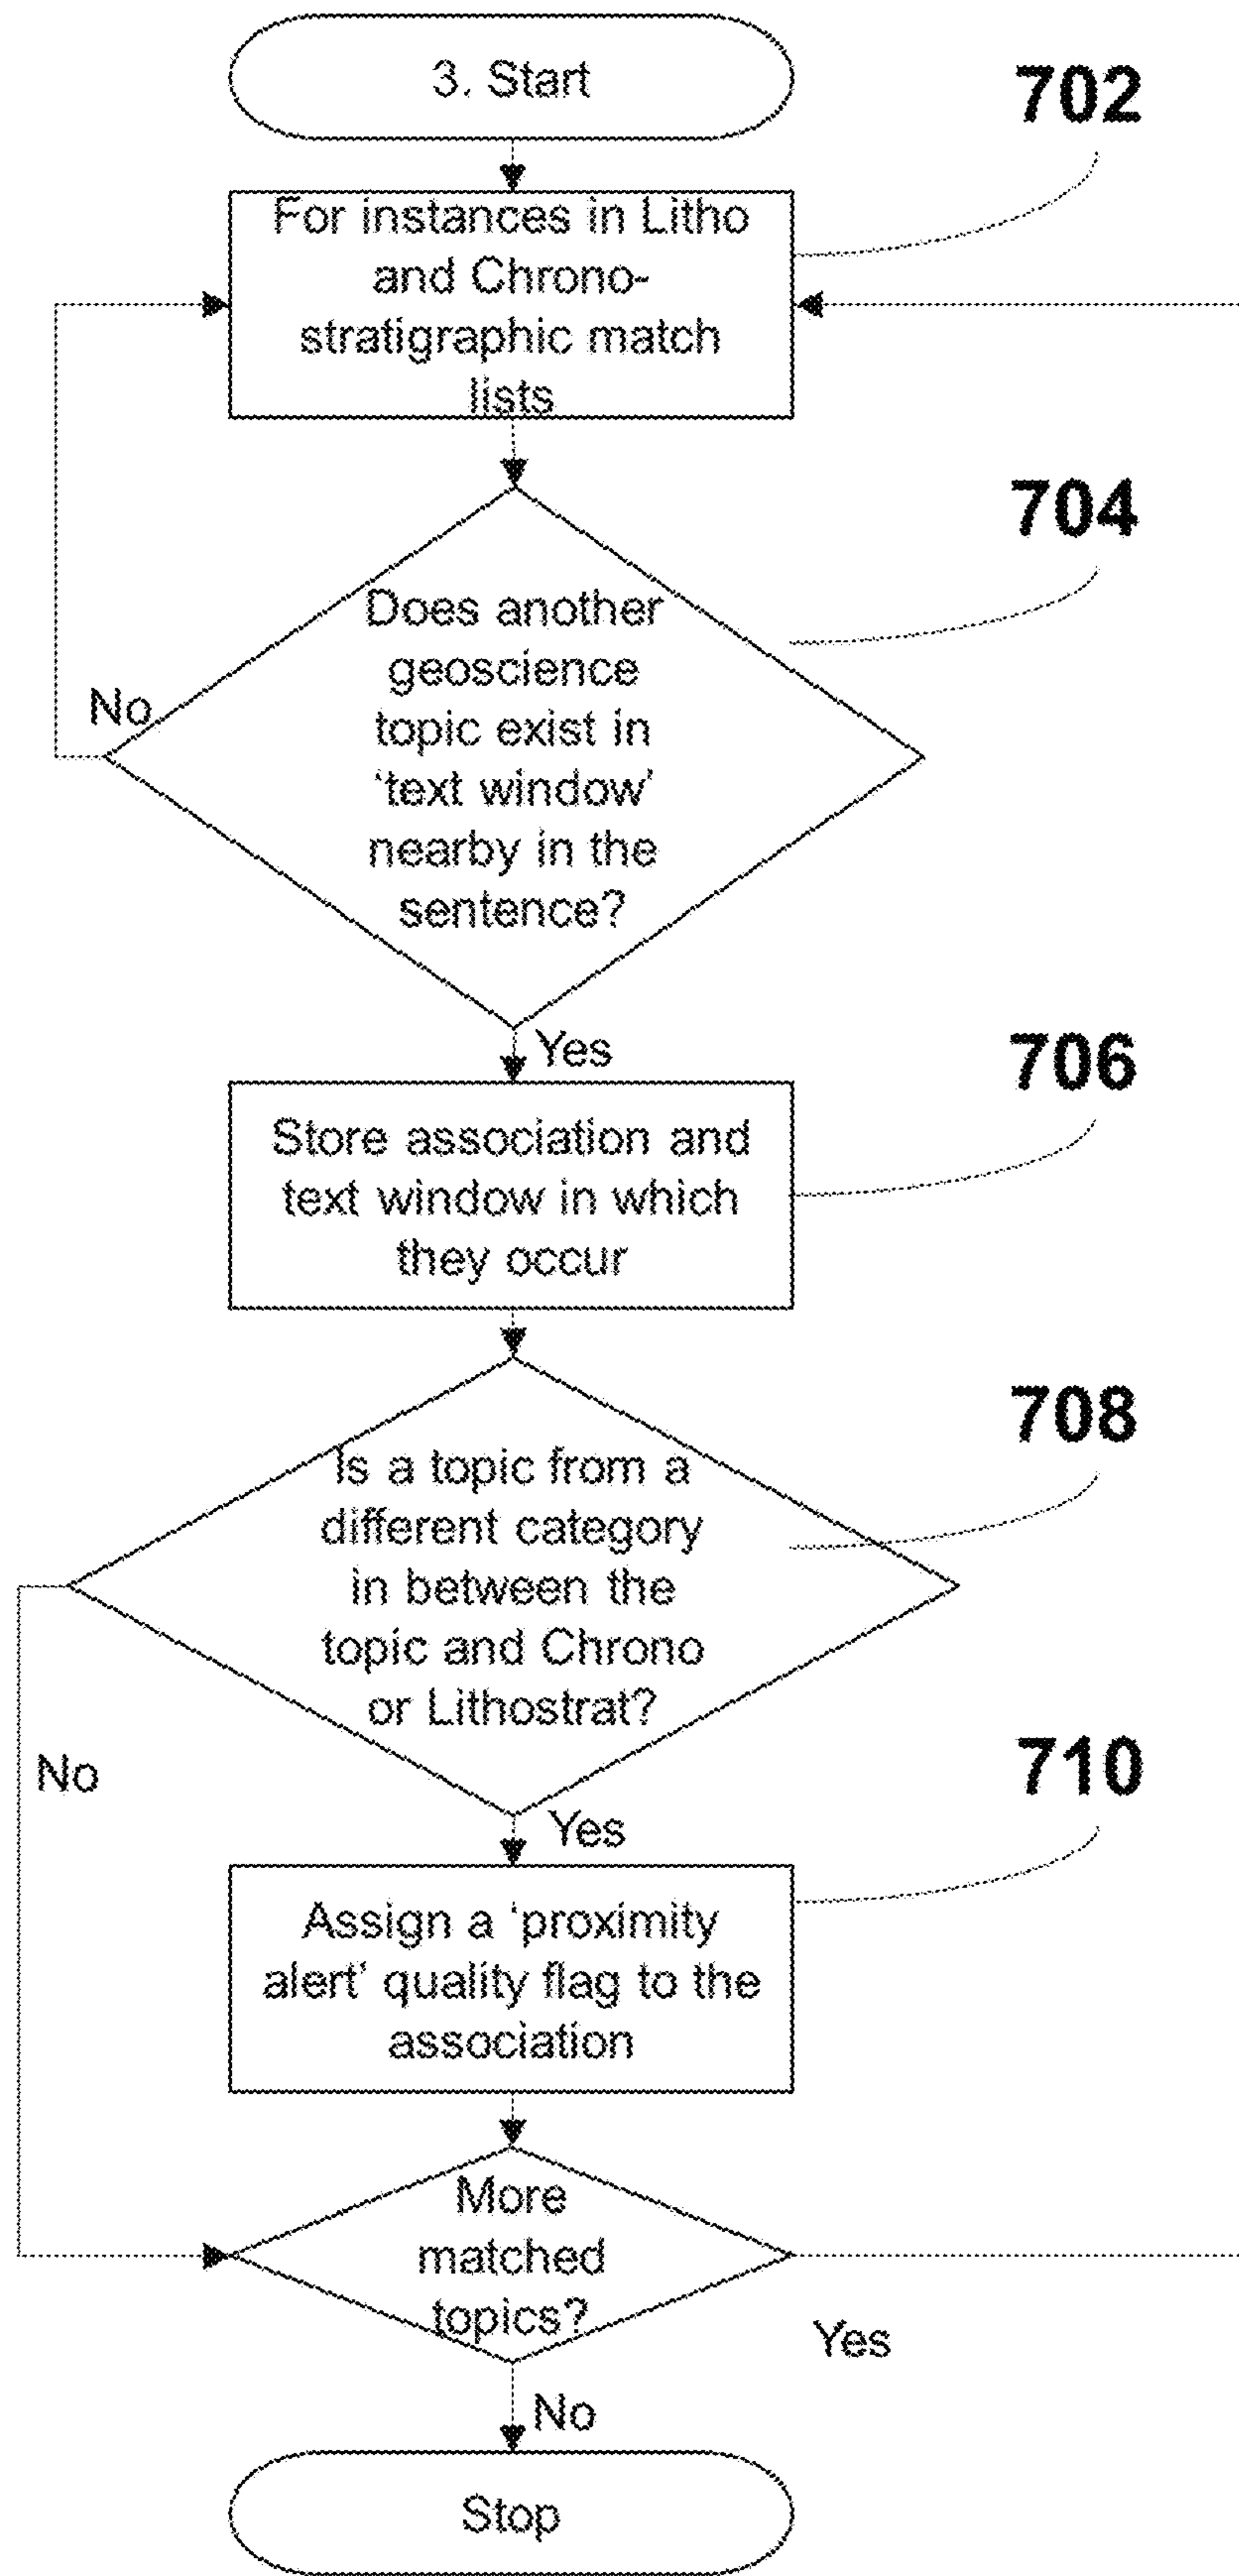 3. Start
702
For instances in Litho
and Chrono-
stratigraphic match
lists
704
Does another
geoscience
topic exist in
‘text window’
nearby in the
sentence?
No
Yes
706
Store association and
text window in which
they occur
708
Is a topic from a
different category
in between the
topic and Chrono
or Lithostrat?
No
Yes
710
Assign a ‘proximity
alert’ quality flag to the
association
More
matched
topics?
Yes
No
Stop